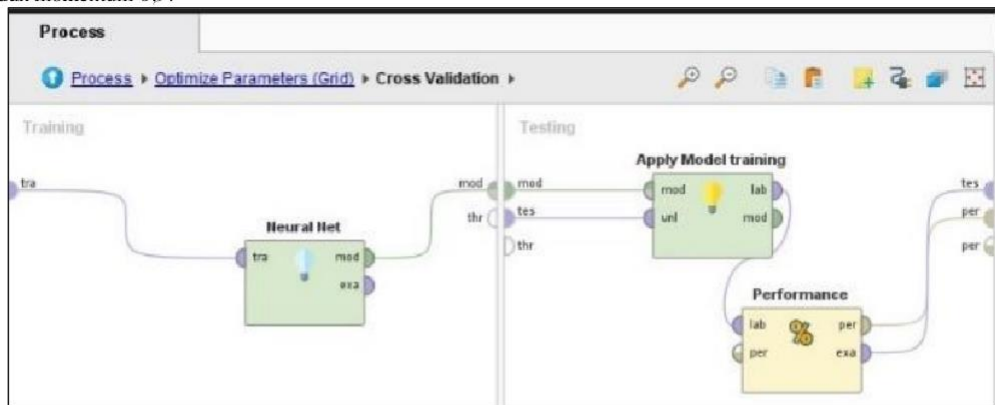 Process
Process ▸ Optimize Parameters (Grid) ▸ Cross Validation ▸
Training
tra
mod
thr
Neural Net
tra
mod
exa
Testing
mod
tes
thr
Apply Model training
mod
lab
unl
mod
tes
per
per
Performance
lab
per
per
exa